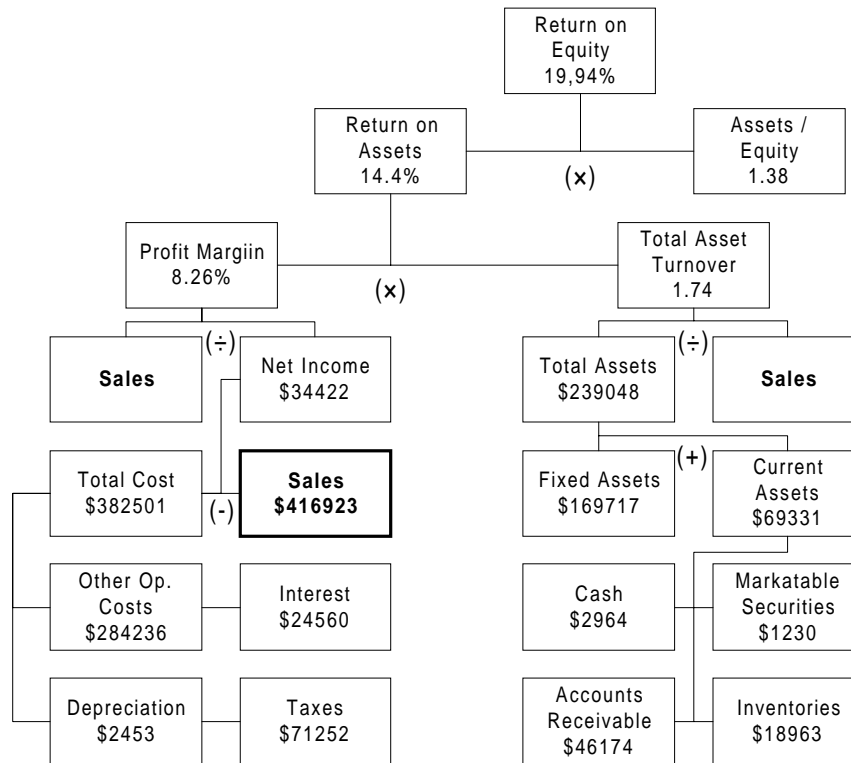 Return on
Equity
19,94%
Return on
Assets
14.4%
(×)
Assets /
Equity
1.38
Profit Margiin
8.26%
(×)
Total Asset
Turnover
1.74
Sales
(÷)
Net Income
$34422
Total Assets
$239048
(÷)
Sales
Total Cost
$382501
(-)
Sales
$416923
Fixed Assets
$169717
(+)
Current
Assets
$69331
Other Op.
Costs
$284236
Interest
$24560
Cash
$2964
Markatable
Securities
$1230
Depreciation
$2453
Taxes
$71252
Accounts
Receivable
$46174
Inventories
$18963